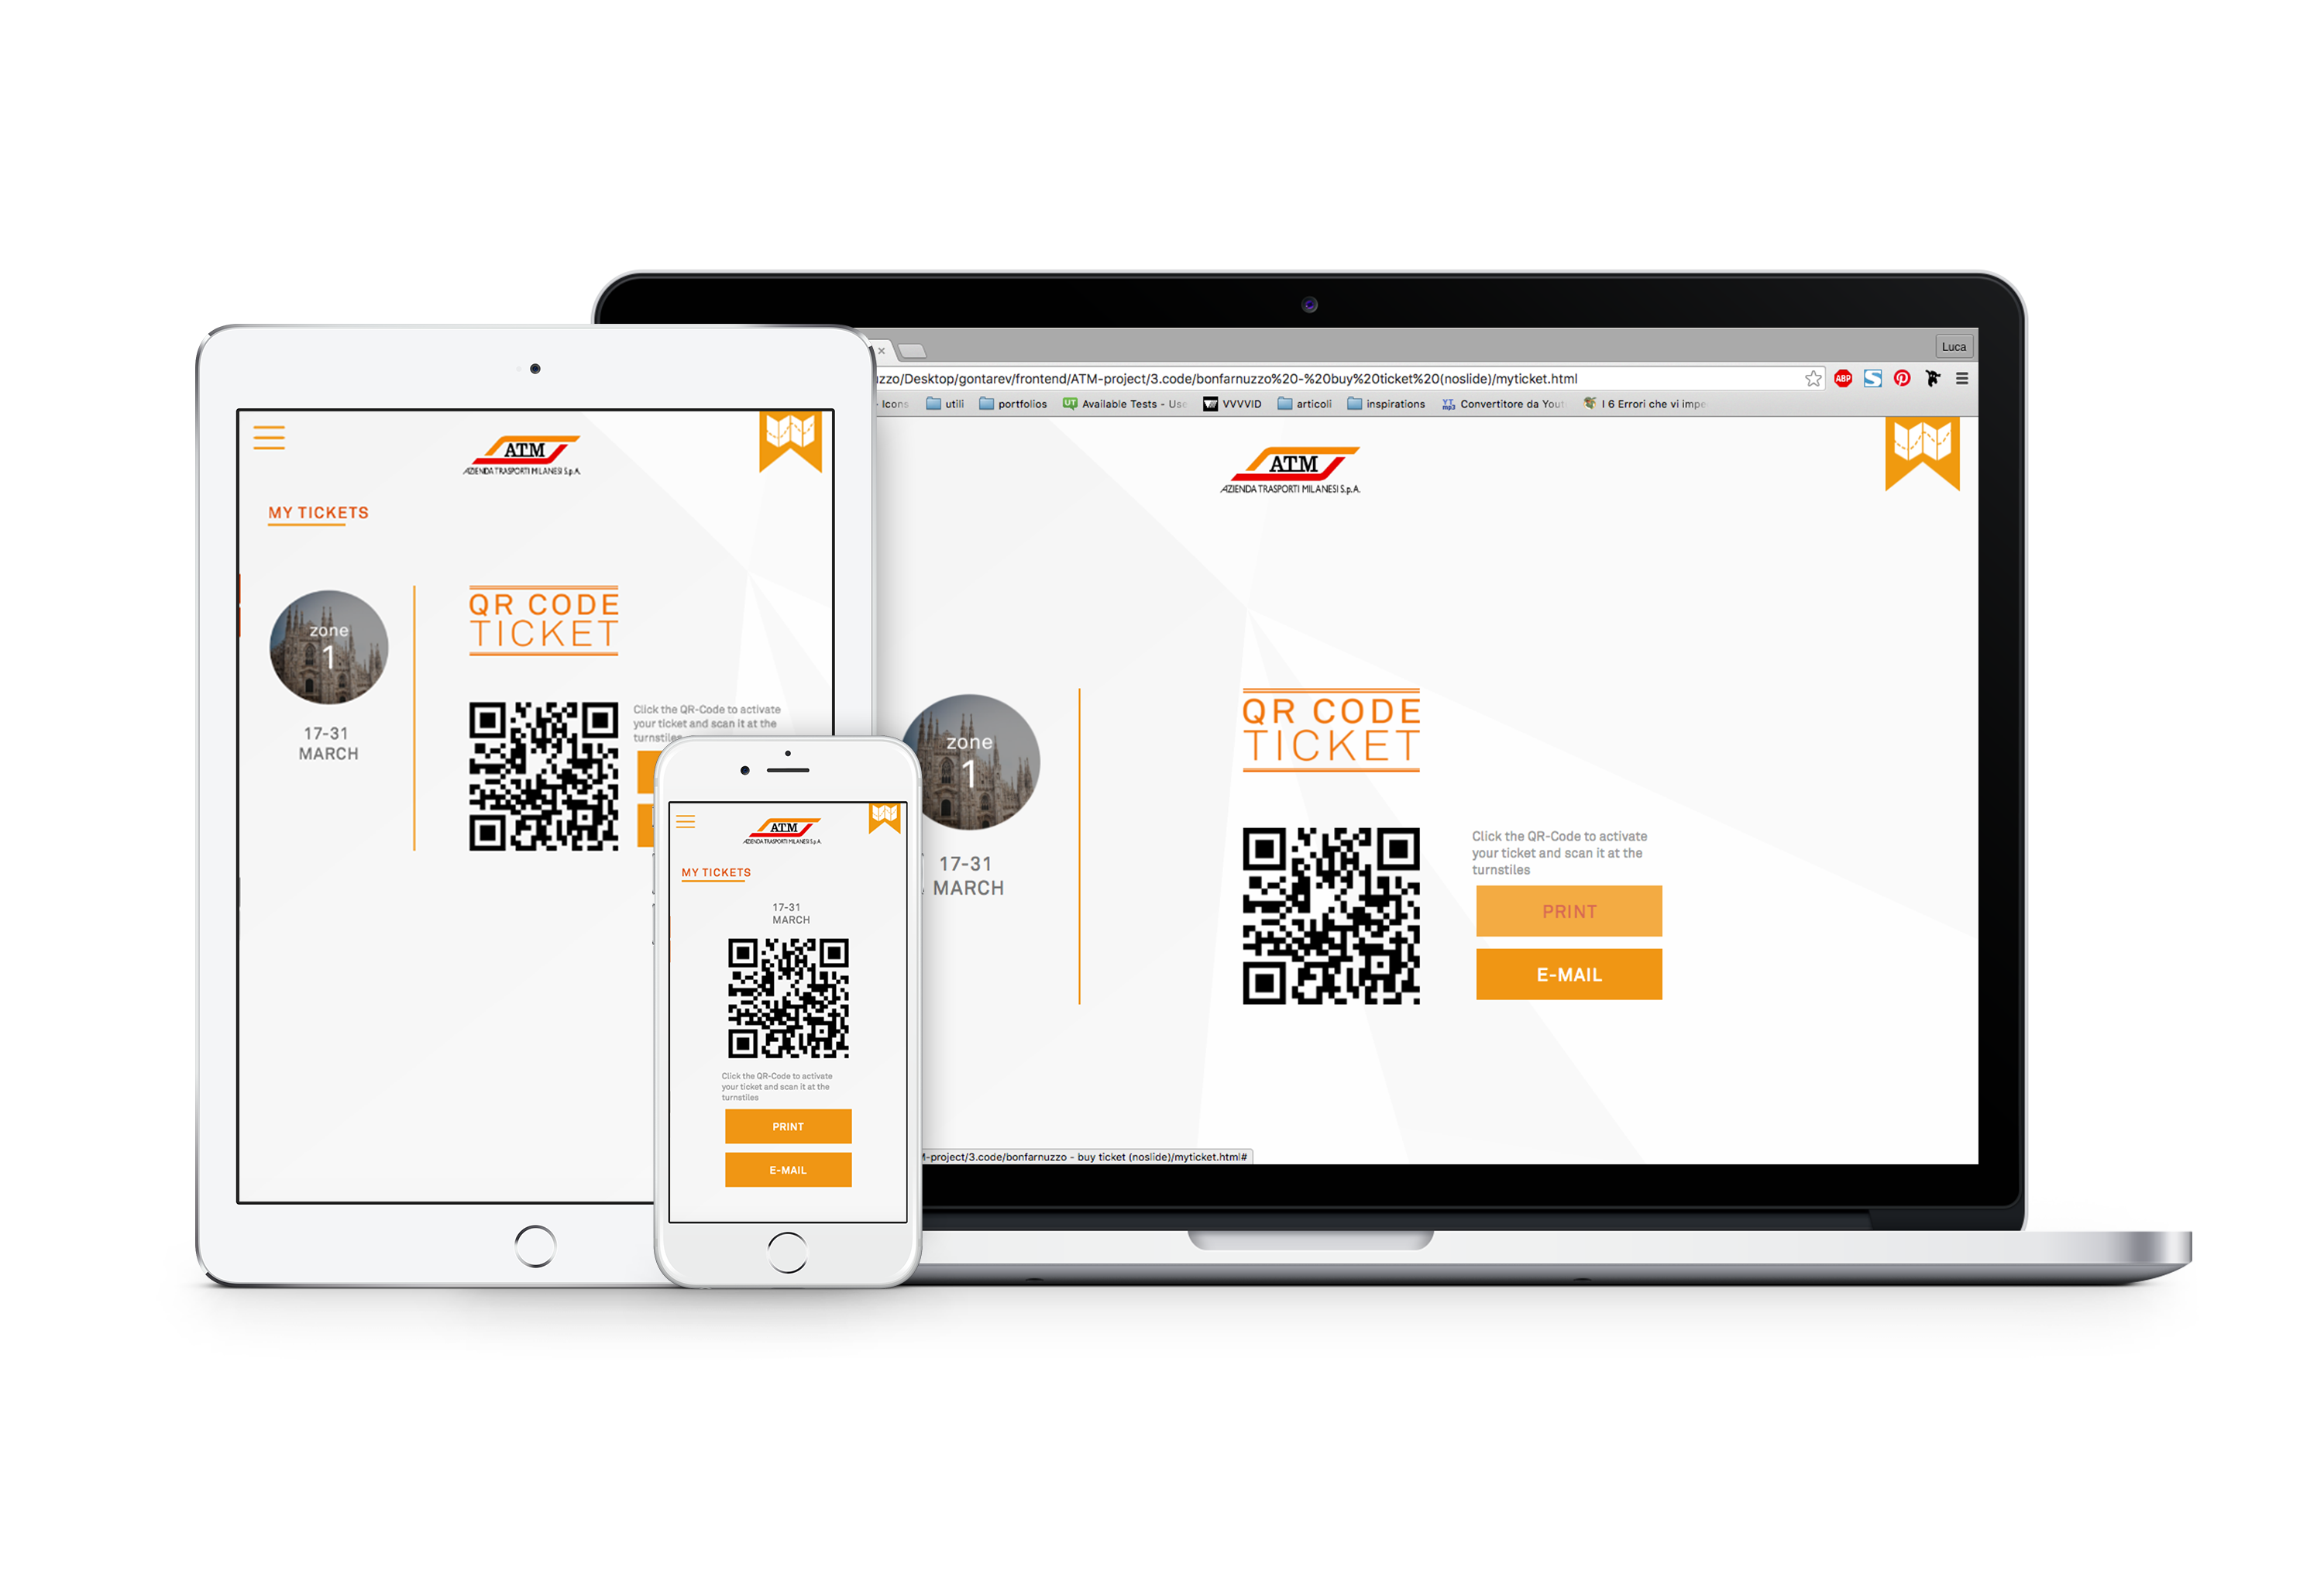 ATM
AZIENDA TRASPORTI MILANESI S.p.A.
MY TICKETS
zone
1
17-31
MARCH
QR CODE
TICKET
Click the QR-Code to activate
your ticket and scan it at the
turnstiles
ATM
AZIENDA TRASPORTI MILANESI S.p.A.
MY TICKETS
17-31
MARCH
Click the QR-Code to activate
your ticket and scan it at the
turnstiles
PRINT
E-MAIL
Luca
/Desktop/gontarev/frontend/ATM-project/3.code/bonfarnuzzo%20-%20buy%20ticket%20(noslide)/myticket.html
ABP
- Icons utili portfolios UT Available Tests - Use VVVVID articoli inspirations YT mp3 Convertitore da Yout I 6 Errori che vi impe
ATM
AZIENDA TRASPORTI MILANESI S.p.A.
zone
1
17-31
MARCH
QR CODE
TICKET
Click the QR-Code to activate
your ticket and scan it at the
turnstiles
PRINT
E-MAIL
-project/3.code/bonfarnuzzo - buy ticket (noslide)/myticket.html#